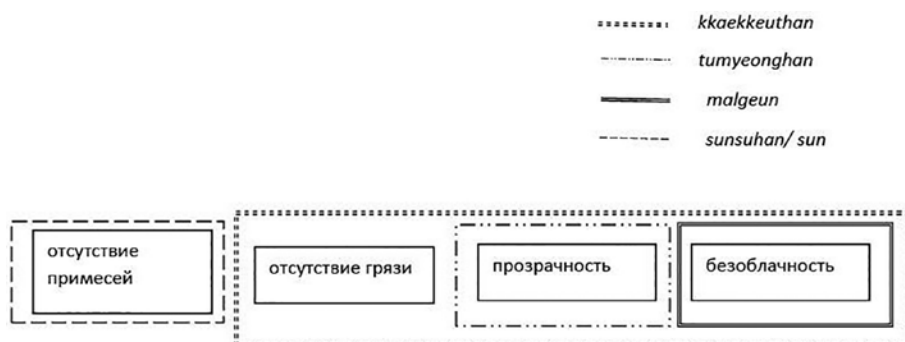 kkaekkeuthan
tumyeonghan
malgeun
sunsuhan/ sun
отсутствие
примесей
отсутствие грязи
прозрачность
безоблачность